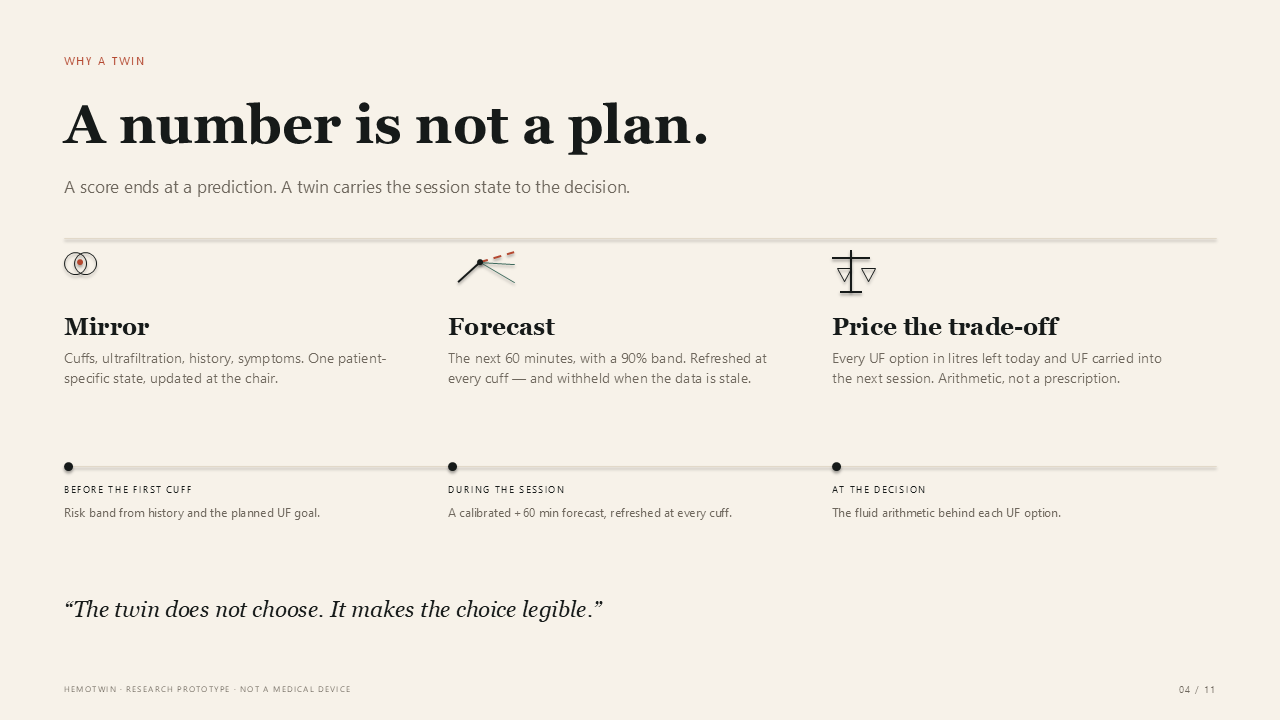 WHY A TWIN
A number is not a plan.
A score ends at a prediction. A twin carries the session state to the decision.
Mirror
Cuffs, ultrafiltration, history, symptoms. One patient-
specific state, updated at the chair.
Forecast
The next 60 minutes, with a 90% band. Refreshed at
every cuff — and withheld when the data is stale.
Price the trade-off
Every UF option in litres left today and UF carried into
the next session. Arithmetic, not a prescription.
BEFORE THE FIRST CUFF
Risk band from history and the planned UF goal.
DURING THE SESSION
A calibrated +60 min forecast, refreshed at every cuff.
AT THE DECISION
The fluid arithmetic behind each UF option.
“The twin does not choose. It makes the choice legible.”
HEMOTWIN · RESEARCH PROTOTYPE · NOT A MEDICAL DEVICE
04 / 11